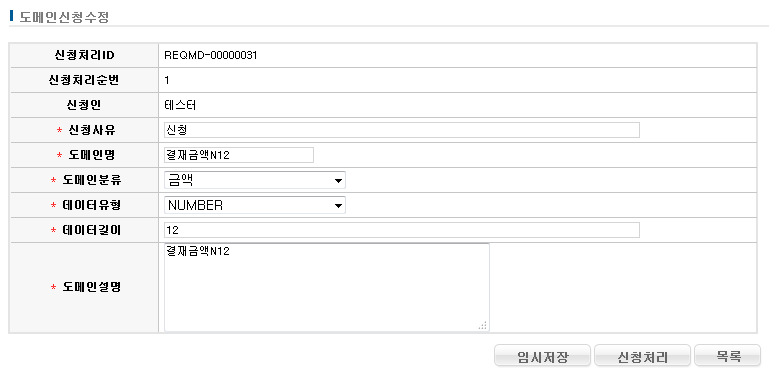 도메인신청수정
신청처리ID REQMD-00000031
신청처리순번 1
신청인 테스터
* 신청사유 신청
* 도메인명 결재금액N12
* 도메인분류 금액
* 데이터유형 NUMBER
* 데이터길이 12
* 도메인설명 결재금액N12
임시저장 신청처리 목록